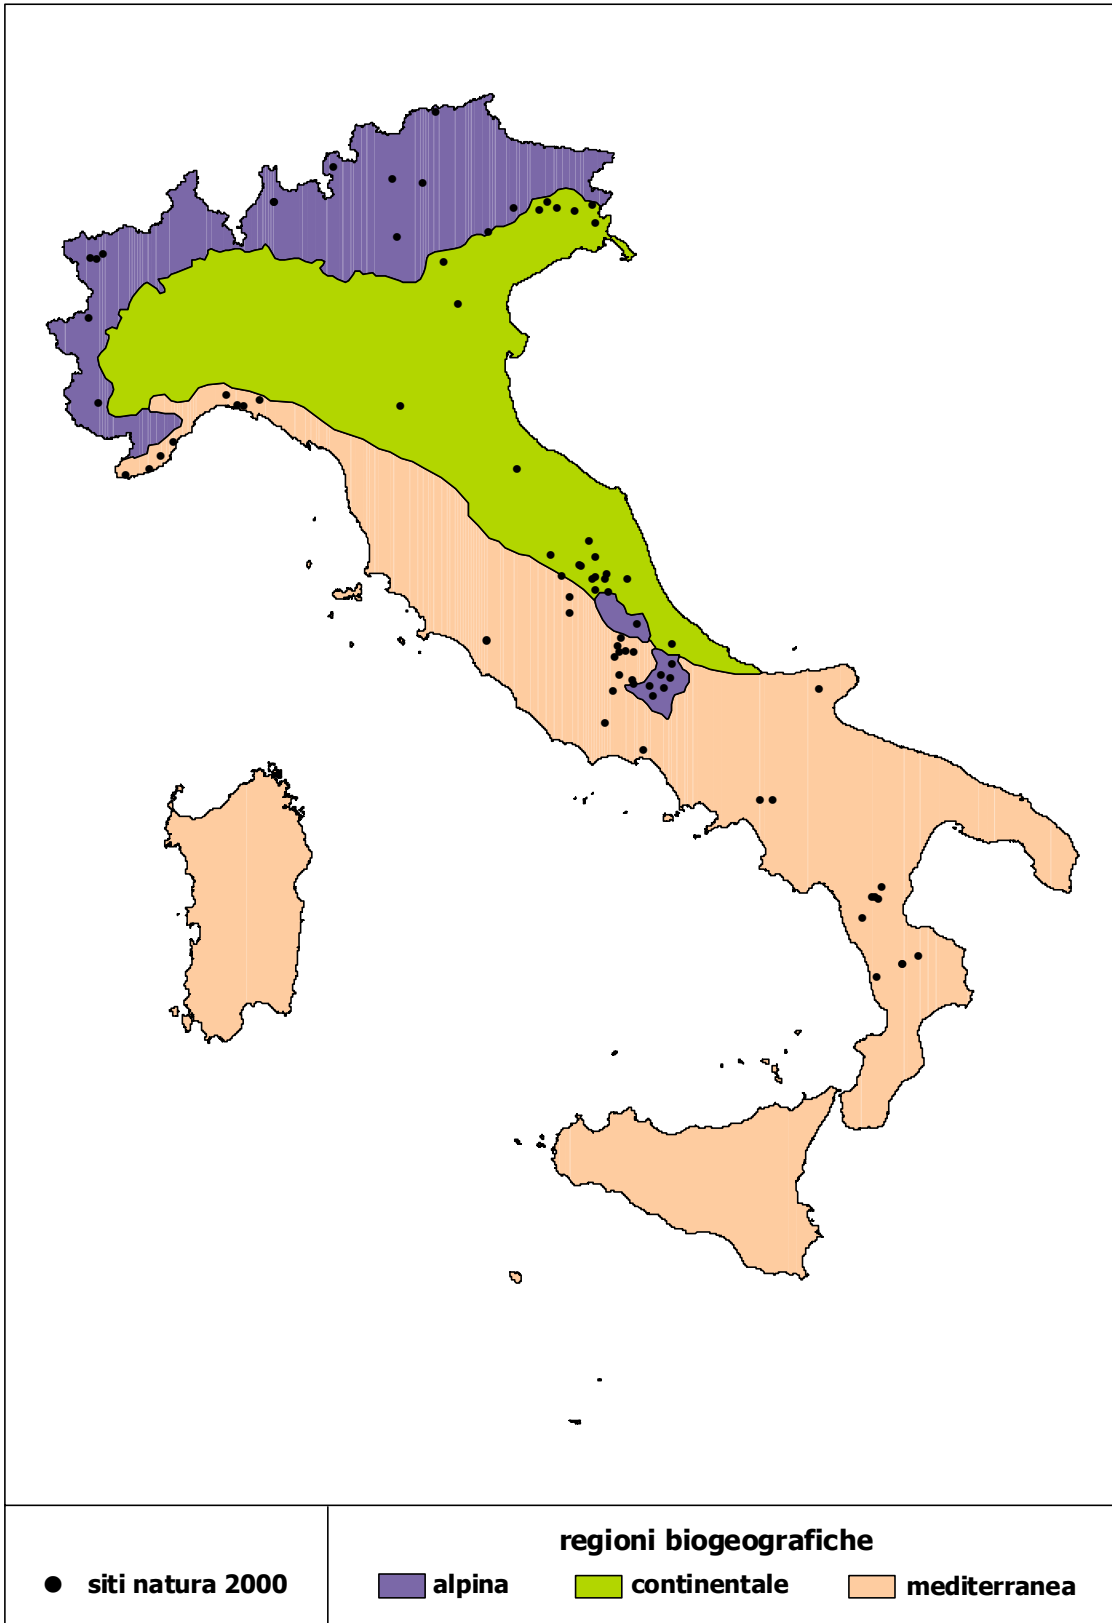 regioni biogeografiche
siti natura 2000
alpina
continentale
mediterranea